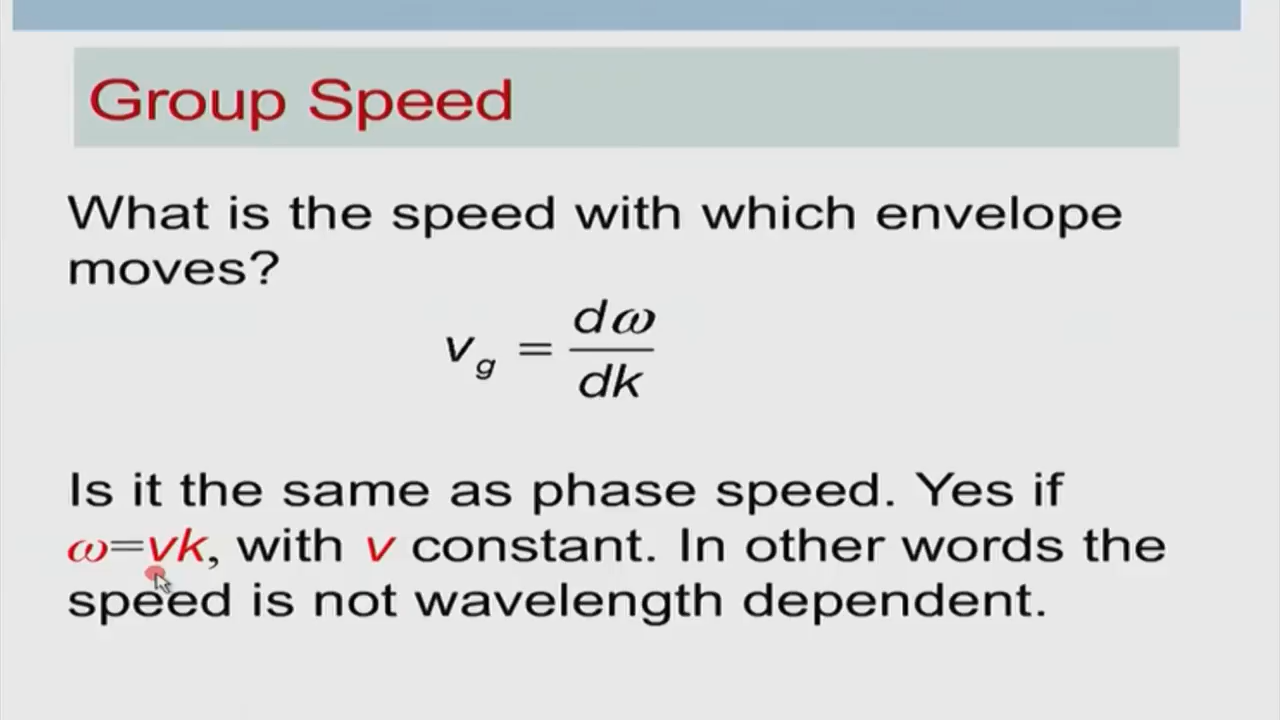 Group Speed
What is the speed with which envelope
moves?
v_g = dω/dk
Is it the same as phase speed. Yes if
ω=vk, with v constant. In other words the
speed is not wavelength dependent.